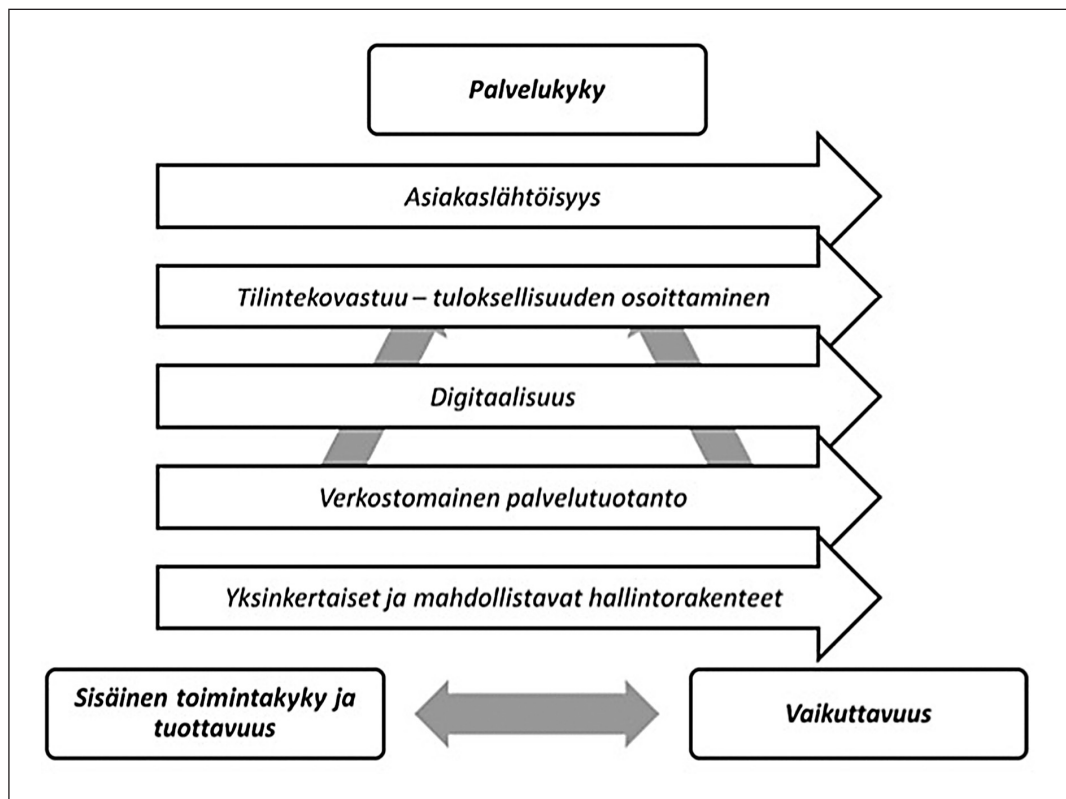 Palvelukyky
Asiakaslähtöisyys
Tilintekovastuu – tuloksellisuuden osoittaminen
Digitaalisuus
Verkostomainen palvelutuotanto
Yksinkertaiset ja mahdollistavat hallintorakenteet
Sisäinen toimintakyky ja
tuottavuus
Vaikuttavuus